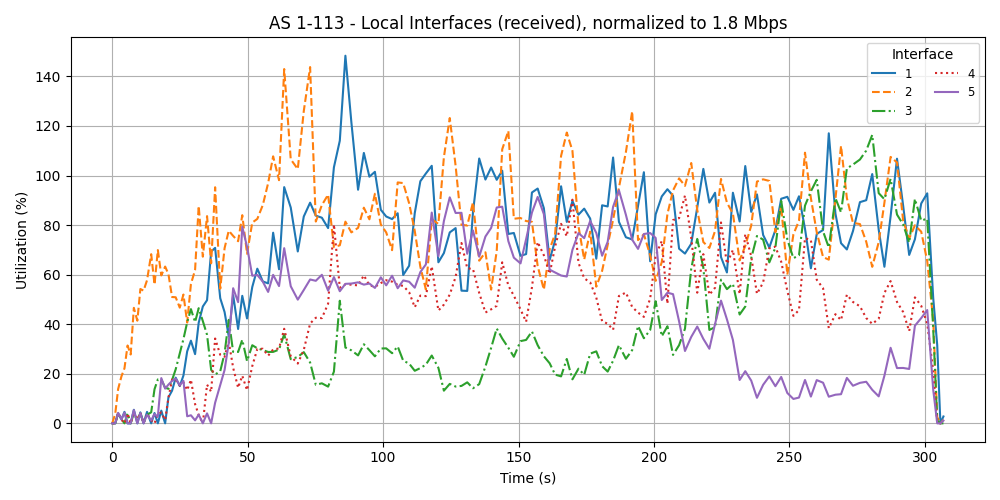 AS 1-113 - Local Interfaces (received), normalized to 1.8 Mbps
Utilization (%)
140
120
100
80
60
40
20
0
0 50 100 150 200 250 300
Time (s)
Interface
1 4
2 5
3